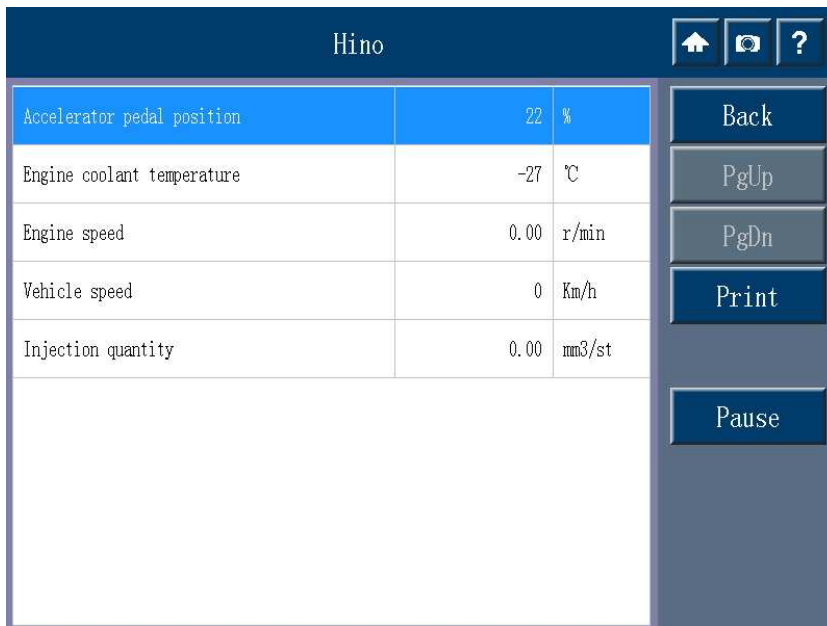 Hino
?
Accelerator pedal position 22 %
Back
Engine coolant temperature -27 ℃
PgUp
Engine speed 0.00 r/min
PgDn
Vehicle speed 0 Km/h
Print
Injection quantity 0.00 mm3/st
Pause